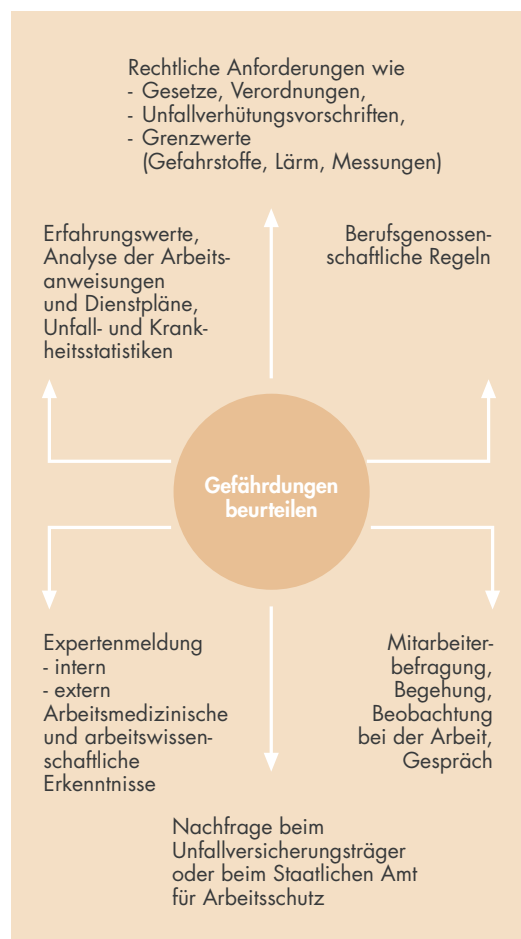 Rechtliche Anforderungen wie
- Gesetze, Verordnungen,
- Unfallverhütungsvorschriften,
- Grenzwerte
(Gefahrstoffe, Lärm, Messungen)
Erfahrungswerte,
Analyse der Arbeits-
anweisungen
und Dienstpläne,
Unfall- und Krank-
heitsstatistiken
Berufsgenossen-
schaftliche Regeln
Gefährdungen
beurteilen
Expertenmeldung
- intern
- extern
Arbeitsmedizinische
und arbeitswissen-
schaftliche
Erkenntnisse
Mitarbeiter-
befragung,
Begehung,
Beobachtung
bei der Arbeit,
Gespräch
Nachfrage beim
Unfallversicherungsträger
oder beim Staatlichen Amt
für Arbeitsschutz